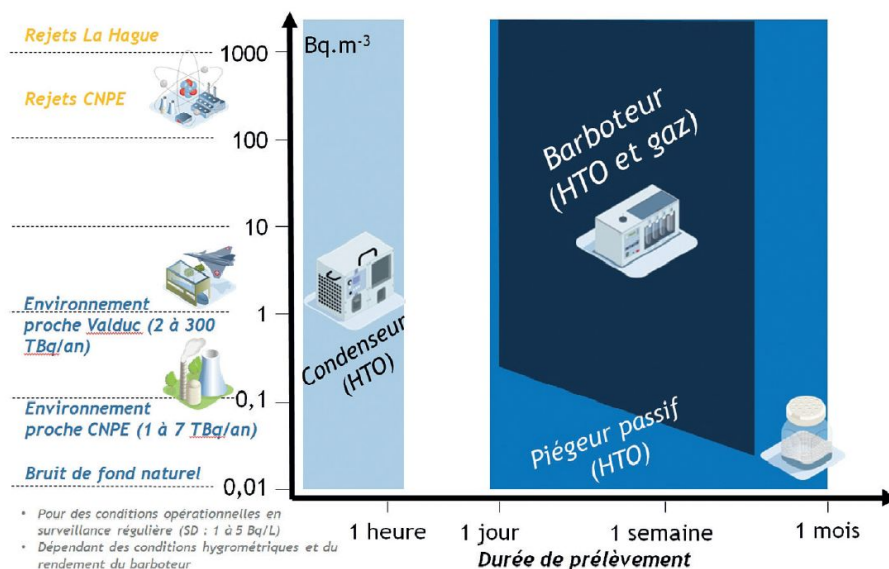 Rejets La Hague
1000
Bq.m⁻³
Rejets CNPE
100
10
Environnement
proche Valduc (2 à 300
TBq/an)
1
0,1
Environnement
proche CNPE (1 à 7 TBq/an)
Bruit de fond naturel
0,01
Condenseur
(HTO)
Barboteur
(HTO et gaz)
Piégeur passif
(HTO)
1 heure
1 jour
1 semaine
1 mois
Durée de prélèvement
• Pour des conditions opérationnelles en
surveillance régulière (SD : 1 à 5 Bq/L)
• Dépendant des conditions hygrométriques et du
rendement du barboteur